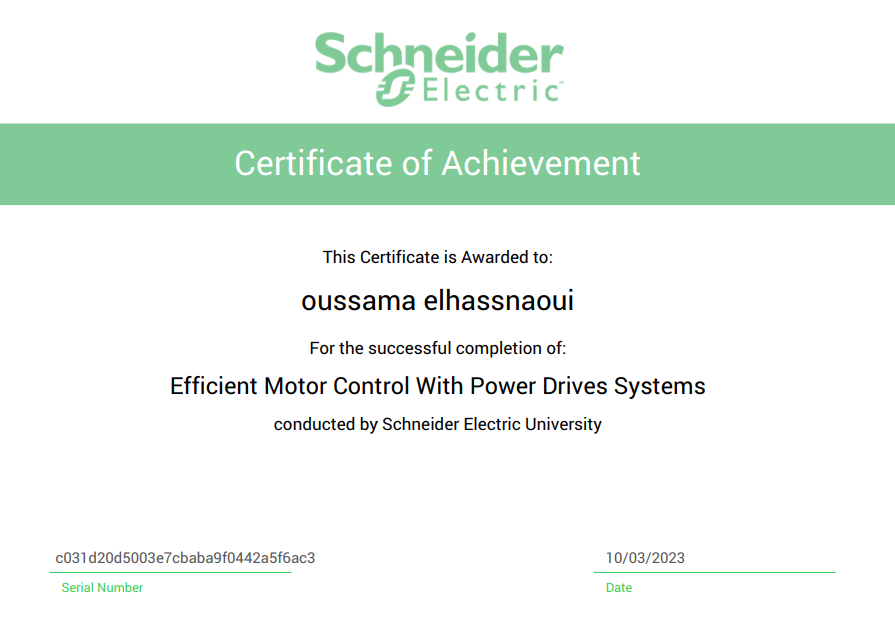 Schneider
Electric™
Certificate of Achievement
This Certificate is Awarded to:
oussama elhassnaoui
For the successful completion of:
Efficient Motor Control With Power Drives Systems
conducted by Schneider Electric University
c031d20d5003e7cbaba9f0442a5f6ac3
10/03/2023
Serial Number
Date